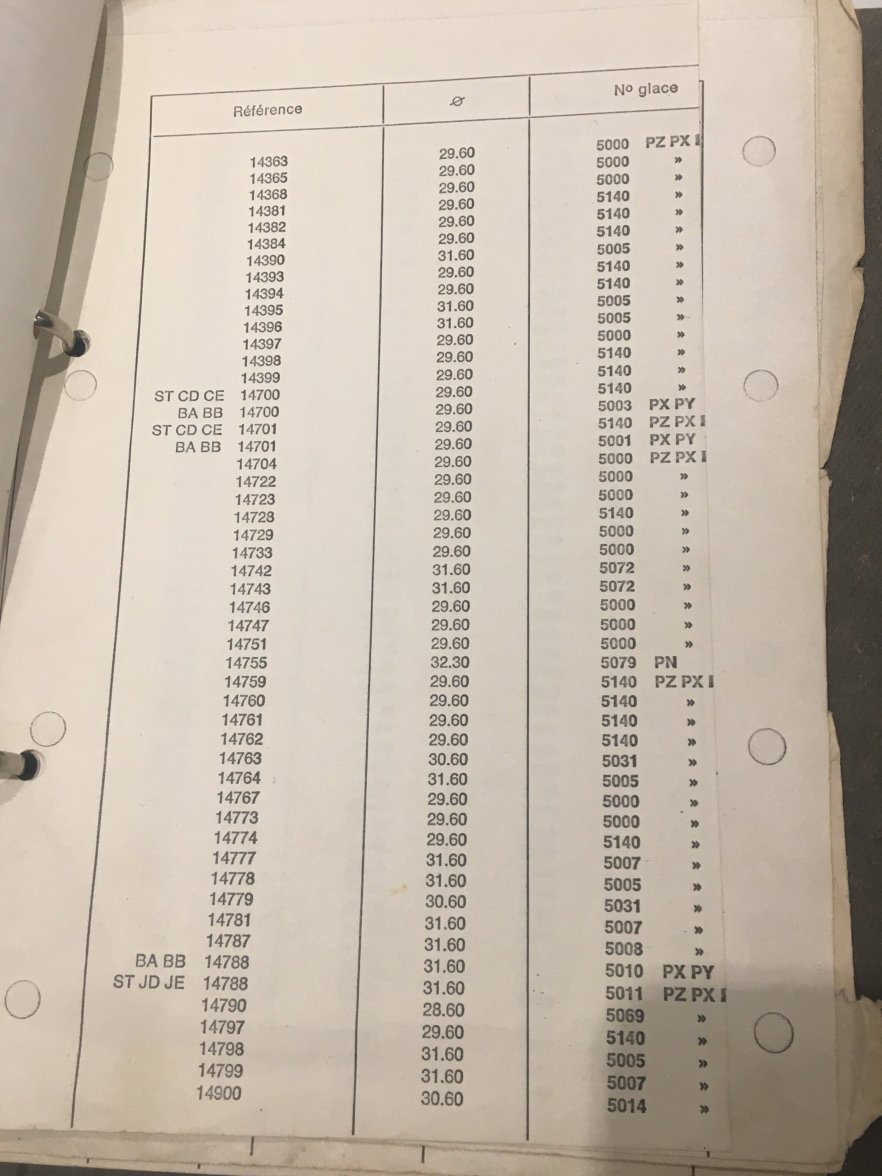 Référence ⌀ No glace
14363 29.60 5000 PZ PX
14365 29.60 5000 »
14368 29.60 5000 »
14381 29.60 5140 »
14382 29.60 5140 »
14384 29.60 5140 »
14390 31.60 5005 »
14393 29.60 5140 »
14394 29.60 5140 »
14395 31.60 5005 »
14396 31.60 5005 »
14397 29.60 5000 »
14398 29.60 5140 »
14399 29.60 5140 »
ST CD CE 14700 29.60 5140 »
BA BB 14700 29.60 5003 PX PY
ST CD CE 14701 29.60 5140 PZ PX
BA BB 14701 29.60 5001 PX PY
14704 29.60 5000 PZ PX
14722 29.60 5000 »
14723 29.60 5000 »
14728 29.60 5140 »
14729 29.60 5000 »
14733 29.60 5000 »
14742 31.60 5072 »
14743 31.60 5072 »
14746 29.60 5000 »
14747 29.60 5000 »
14751 29.60 5000 »
14755 32.30 5079 PN
14759 29.60 5140 PZ PX
14760 29.60 5140 »
14761 29.60 5140 »
14762 29.60 5140 »
14763 30.60 5031 »
14764 31.60 5005 »
14767 29.60 5000 »
14773 29.60 5000 »
14774 29.60 5140 »
14777 31.60 5007 »
14778 31.60 5005 »
14779 30.60 5031 »
14781 31.60 5007 »
14787 31.60 5008 »
BA BB 14788 31.60 5010 PX PY
ST JD JE 14788 31.60 5011 PZ PX
14790 28.60 5069 »
14797 29.60 5140 »
14798 31.60 5005 »
14799 31.60 5007 »
14900 30.60 5014 »